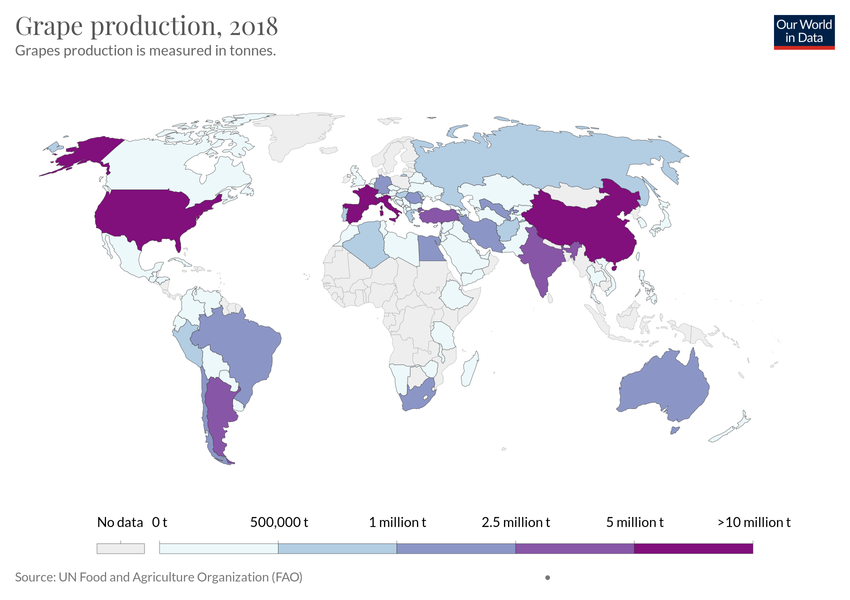 Grape production, 2018
Grapes production is measured in tonnes.
Our World
in Data
No data 0 t 500,000 t 1 million t 2.5 million t 5 million t >10 million t
Source: UN Food and Agriculture Organization (FAO)